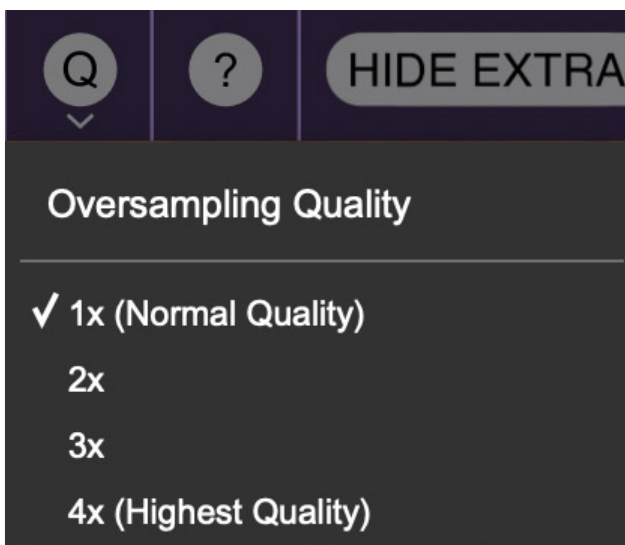 Q ? HIDE EXTRA
Oversampling Quality
✓ 1x (Normal Quality)
2x
3x
4x (Highest Quality)